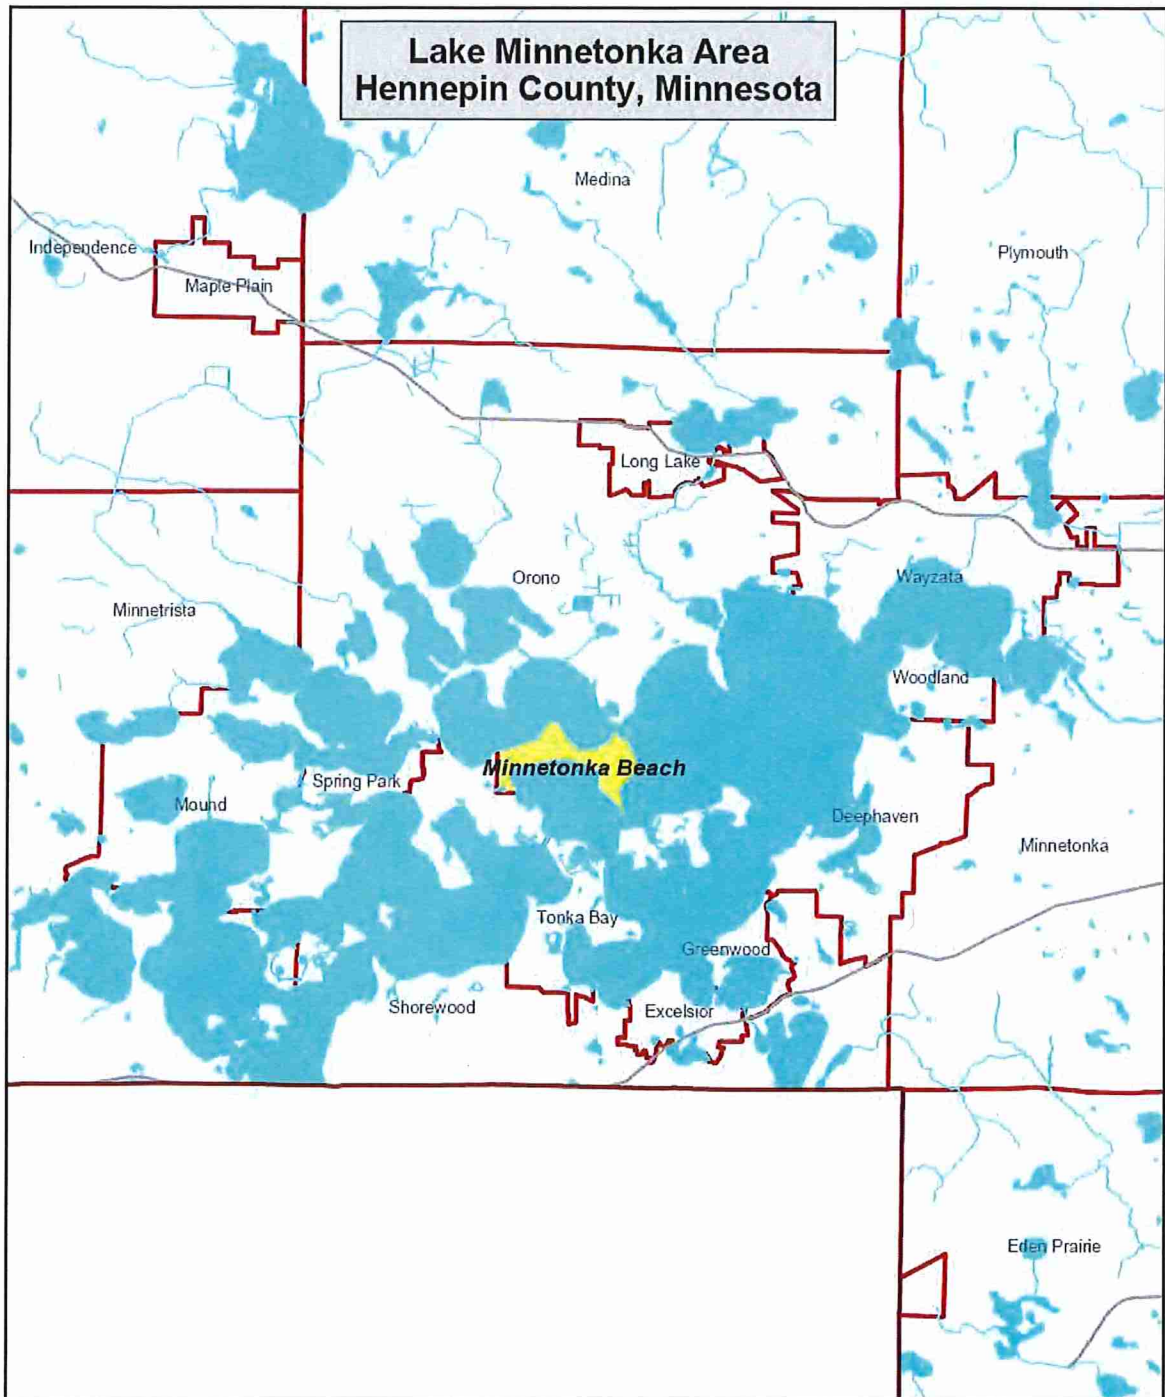 Lake Minnetonka Area
Hennepin County, Minnesota
Medina
Independence
Plymouth
Maple Plain
Long Lake
Orono
Wayzata
Minnetrista
Woodland
Minnetonka Beach
Spring Park
Mound
Deephaven
Minnetonka
Tonka Bay
Greenwood
Shorewood
Excelsior
Eden Prairie